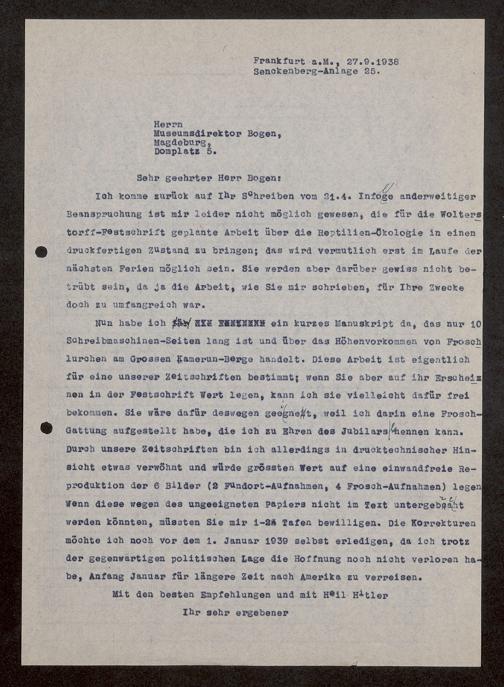 Frankfurt a.M., 27.9.1938
Senckenberg-Anlage 25.
Herrn
Museumsdirektor Bogen,
Magdeburg,
Domplatz 5.
Sehr geehrter Herr Bogen:
Ich komme zurück auf Ihr Schreiben vom 21.4. Infoge anderweitiger
Beanspruchung ist mir leider nicht möglich gewesen, die für die Wolters
torff-Festschrift geplante Arbeit über die Reptilien-Ökologie in einen
druckfertigen Zustand zu bringen; das wird vermutlich erst im Laufe der
nächsten Ferien möglich sein. Sie werden aber darüber gewiss nicht be-
trübt sein, da ja die Arbeit, wie Sie mir schrieben, für Ihre Zwecke
doch zu umfangreich war.
Nun habe ich ein kurzes Manuskript da, das nur 10
Schreibmaschinen-Seiten lang ist und über das Höhenvorkommen von Frosch
lurchen am Grossen Kamerun-Berge handelt. Diese Arbeit ist eigentlich
für eine unserer Zeitschriften bestimmt; wenn Sie aber auf ihr Erschein
nen in der Festschrift Wert legen, kann ich sie vielleicht dafür frei
bekommen. Sie wäre dafür deswegen geeignet, weil ich darin eine Frosch-
Gattung aufgestellt habe, die ich zu Ehren des Jubilars nennen kann.
Durch unsere Zeitschriften bin ich allerdings in drucktechnischer Hin-
sicht etwas verwöhnt und würde grössten Wert auf eine einwandfreie Re-
produktion der 6 Bilder (2 Fundort-Aufnahmen, 4 Frosch-Aufnahmen) legen
Wenn diese wegen des ungeeigneten Papiers nicht im Text untergebracht
werden könnten, müssten Sie mir 1-2 Tafen bewilligen. Die Korrekturen
möchte ich noch vor dem 1. Januar 1939 selbst erledigen, da ich trotz
der gegenwärtigen politischen Lage die Hoffnung noch nicht verloren ha-
be, Anfang Januar für längere Zeit nach Amerika zu verreisen.
Mit den besten Empfehlungen und mit Heil Hitler
Ihr sehr ergebener